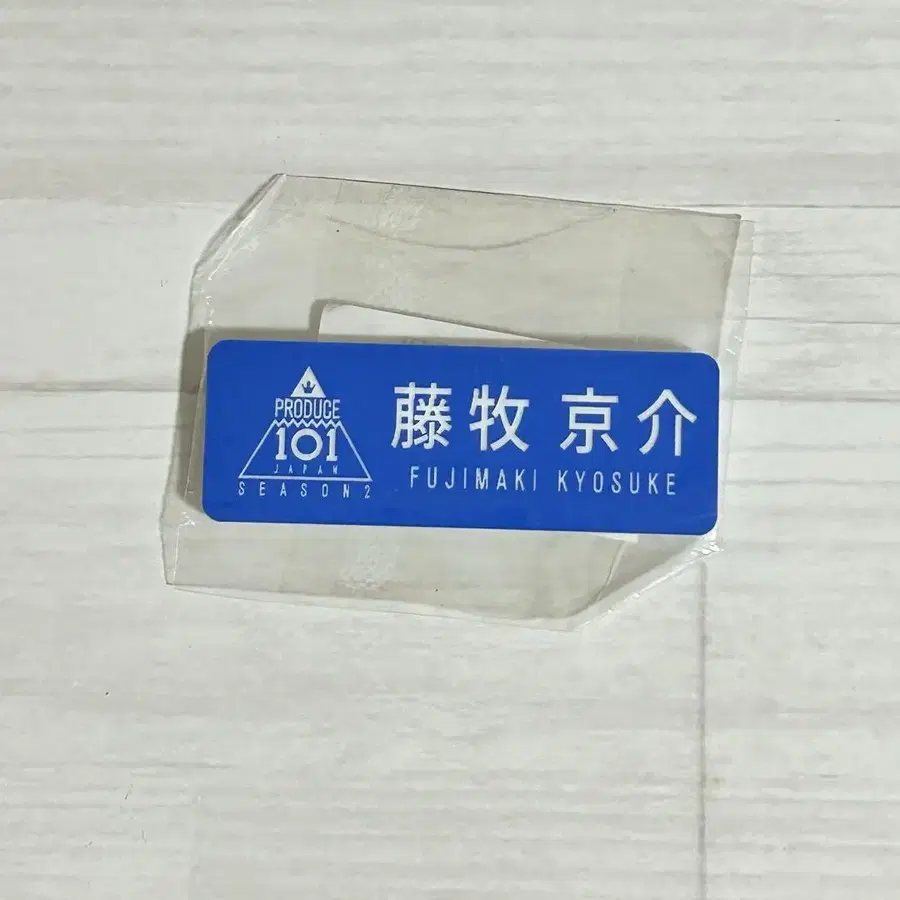 PRODUCE
101
JAPAN
SEASON2
藤牧 京介
FUJIMAKI KYOSUKE